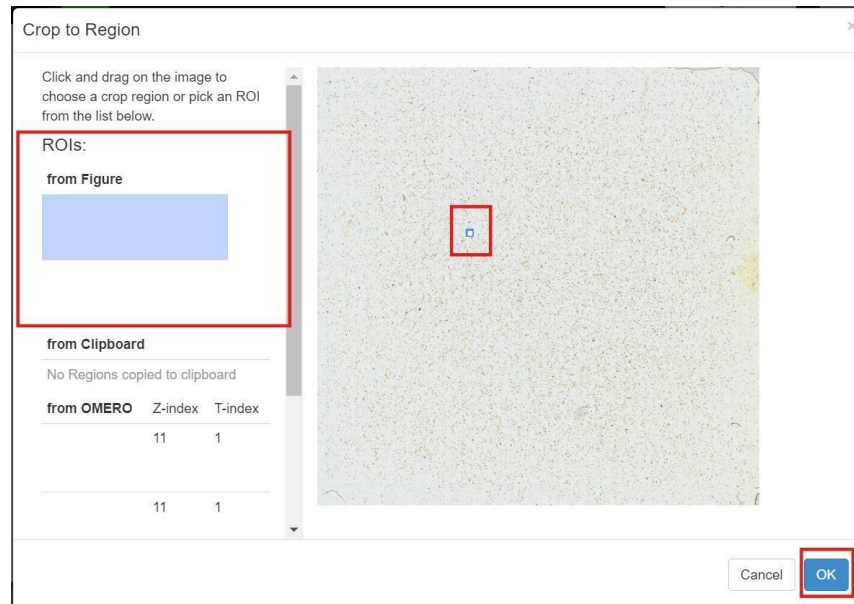 Crop to Region
×
Click and drag on the image to
choose a crop region or pick an ROI
from the list below.
ROIs:
from Figure
from Clipboard
No Regions copied to clipboard
from OMERO Z-index T-index
11 1
11 1
Cancel OK